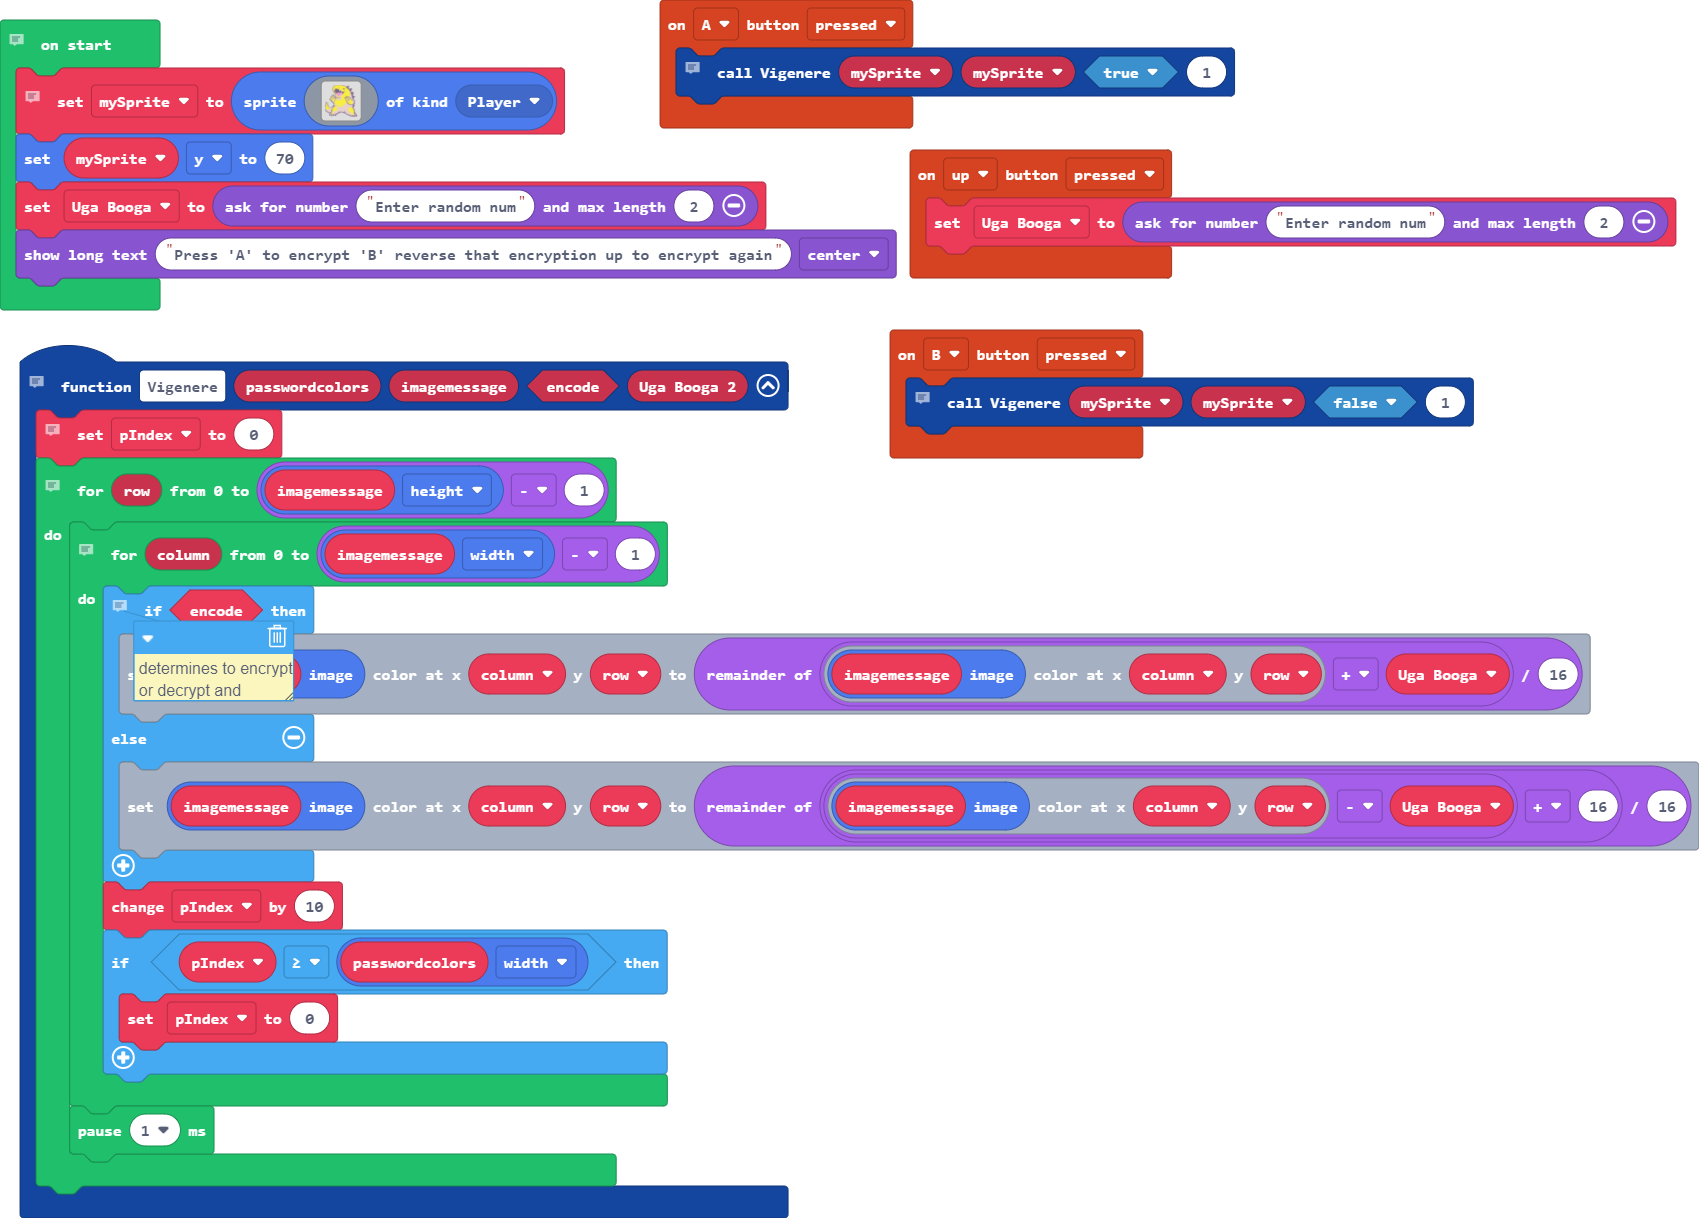 on start
set mySprite to sprite of kind Player
set mySprite y to 70
set Uga Booga to ask for number "Enter random num" and max length 2
show long text "Press 'A' to encrypt 'B' reverse that encryption up to encrypt again" center
on A button pressed
call Vigenere mySprite mySprite true 1
on up button pressed
set Uga Booga to ask for number "Enter random num" and max length 2
on B button pressed
call Vigenere mySprite mySprite false 1
function Vigenere passwordcolors imagemessage encode Uga Booga 2
set pIndex to 0
for row from 0 to imagemessage height - 1
do
for column from 0 to imagemessage width - 1
do
if encode then
determines to encrypt
or decrypt and
image color at x column y row to remainder of imagemessage image color at x column y row + Uga Booga / 16
else
set imagemessage image color at x column y row to remainder of imagemessage image color at x column y row - Uga Booga + 16 / 16
change pIndex by 10
if pIndex ≥ passwordcolors width then
set pIndex to 0
pause 1 ms